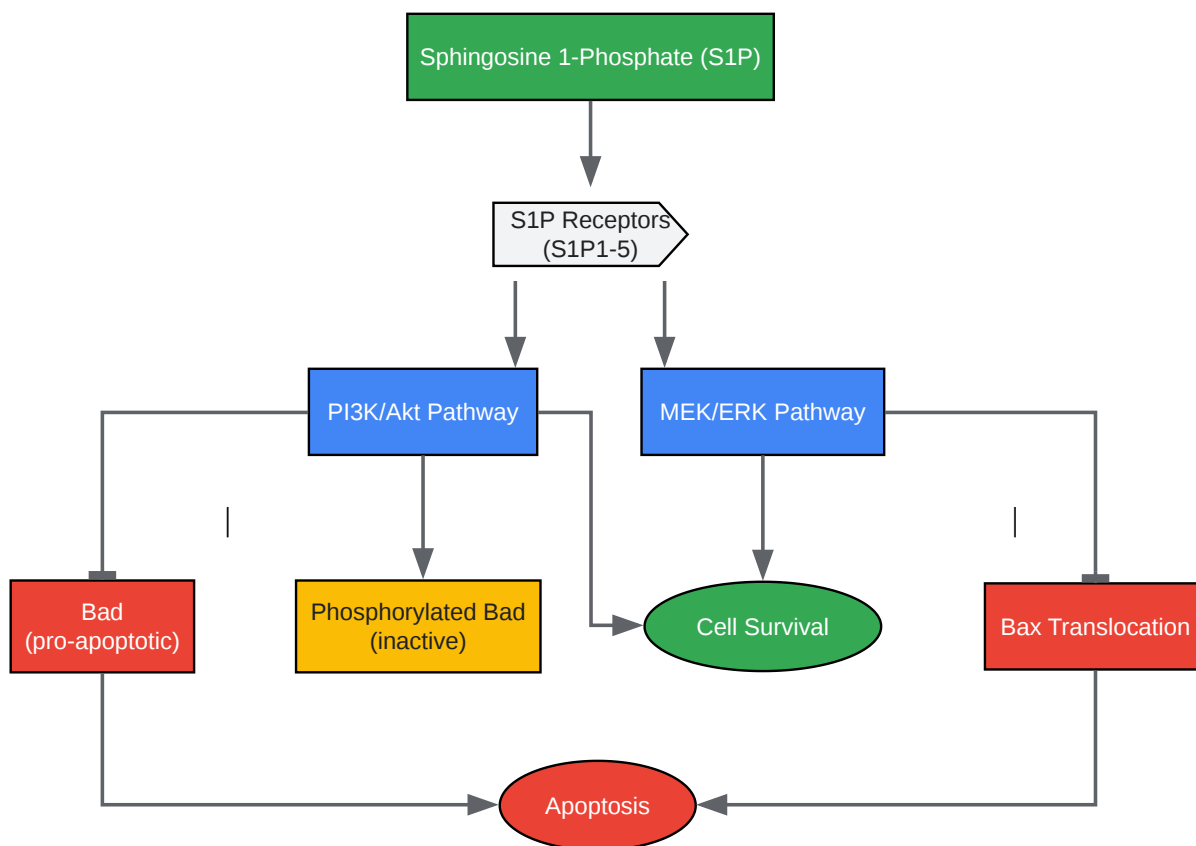 Sphingosine 1-Phosphate (S1P)
S1P Receptors
(S1P1-5)
PI3K/Akt Pathway
MEK/ERK Pathway
|
|
Bad
(pro-apoptotic)
Phosphorylated Bad
(inactive)
Cell Survival
Bax Translocation
Apoptosis